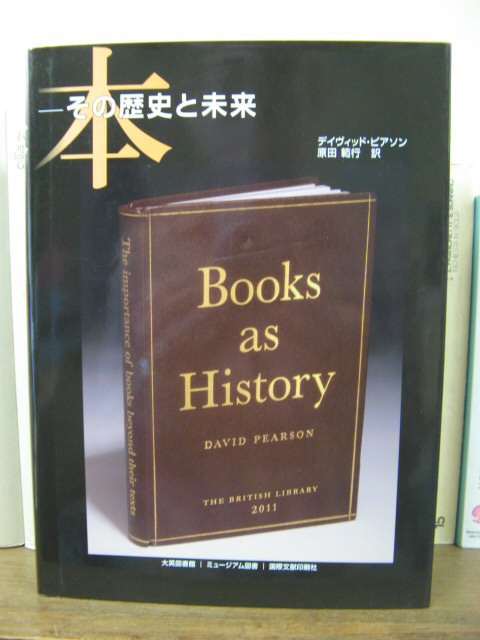 本
―その歴史と未来
デイヴィッド・ピアソン
原田 範行 訳
The importance of books beyond their texts
Books
as
History
DAVID PEARSON
THE BRITISH LIBRARY
2011
大英図書館 | ミュージアム図書 | 国際文献印刷社